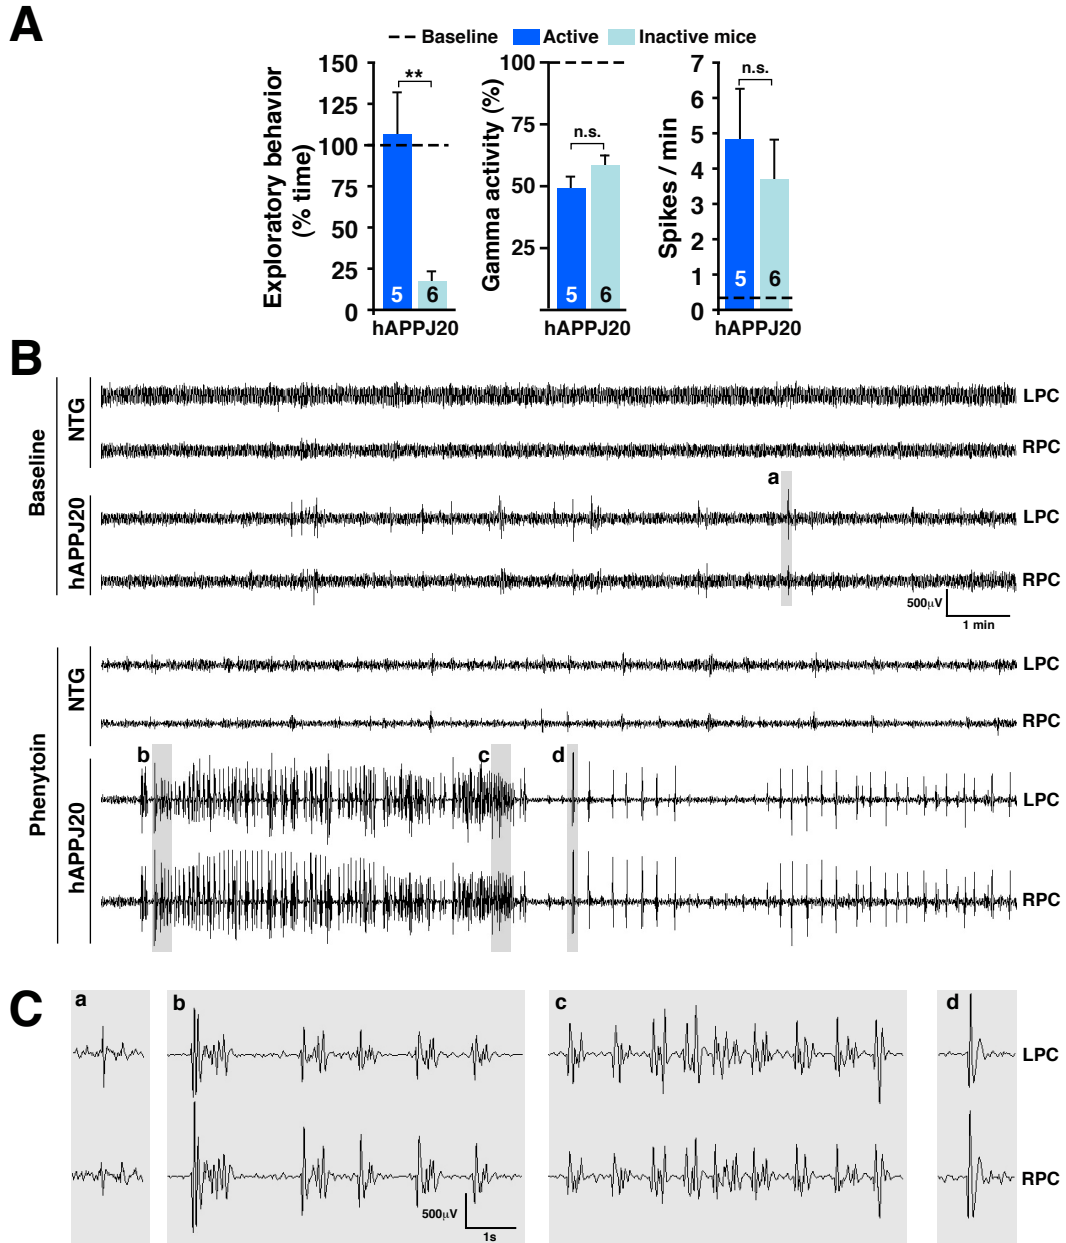 A
Baseline Active Inactive mice
Exploratory behavior
(% time)
150
125
100
75
50
25
0
**
5 6
hAPPJ20
Gamma activity (%)
100
75
50
25
n.s.
5 6
hAPPJ20
Spikes / min
7
6
5
4
3
2
1
0
n.s.
5 6
hAPPJ20
B
Baseline
NTG
LPC
RPC
hAPPJ20
a
LPC
RPC
500µV
1 min
Phenytoin
NTG
LPC
RPC
hAPPJ20
b c d
LPC
RPC
C
a b c d
LPC
RPC
500µV
1s